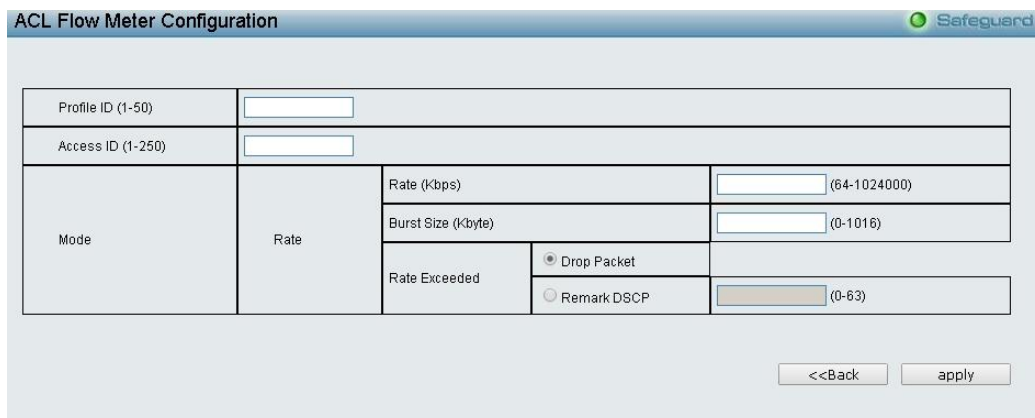 ACL Flow Meter Configuration
Safeguard
Profile ID (1-50)
Access ID (1-250)
Mode
Rate
Rate (Kbps)
(64-1024000)
Burst Size (Kbyte)
(0-1016)
Rate Exceeded
Drop Packet
Remark DSCP
(0-63)
<<Back
apply